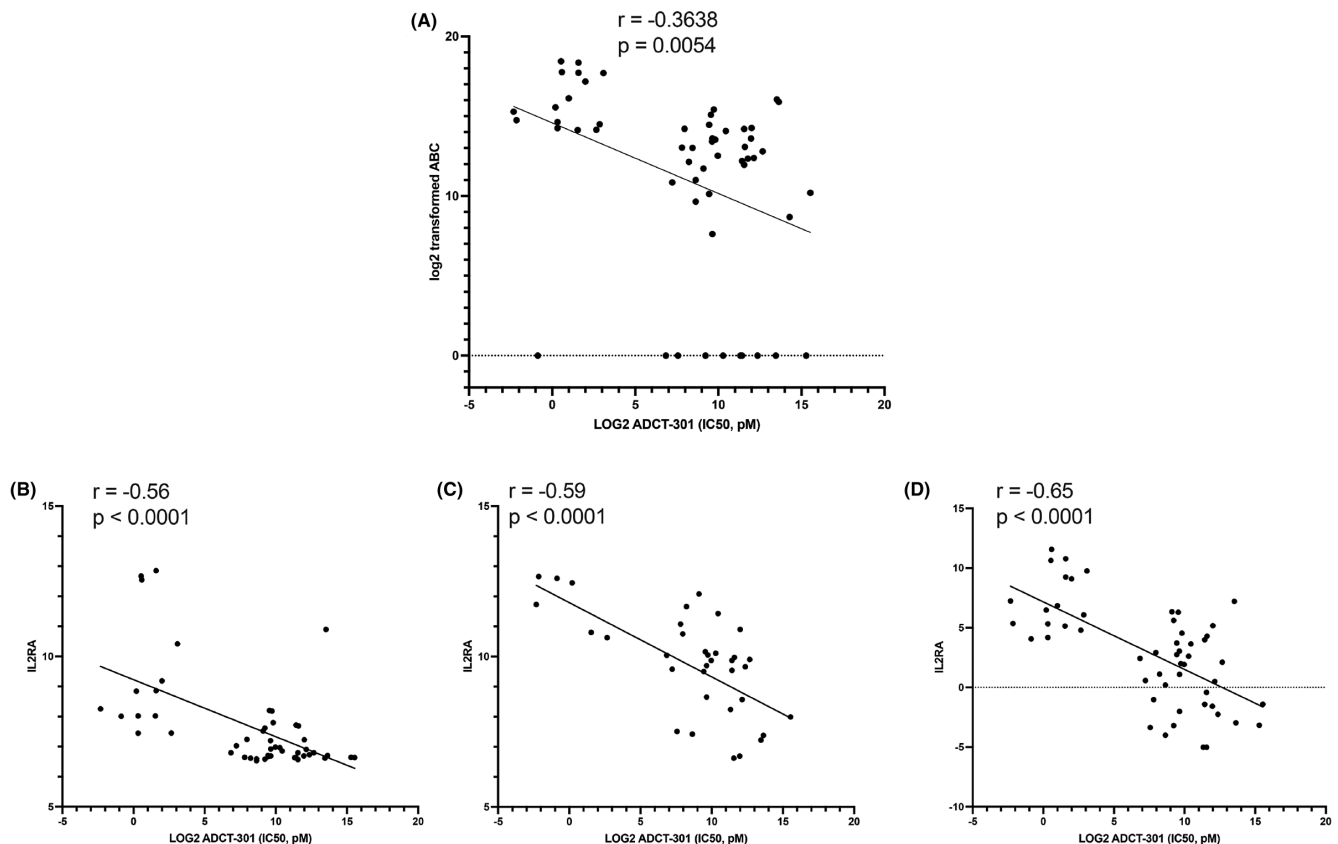 (A)
r = -0.3638
p = 0.0054
20
10
0
log2 transformed ABC
-5 0 5 10 15 20
LOG2 ADCT-301 (IC50, pM)
(B)
r = -0.56
p < 0.0001
15
10
5
IL2RA
-5 0 5 10 15 20
LOG2 ADCT-301 (IC50, pM)
(C)
r = -0.59
p < 0.0001
15
10
5
IL2RA
-5 0 5 10 15 20
LOG2 ADCT-301 (IC50, pM)
(D)
r = -0.65
p < 0.0001
15
10
5
0
-5
-10
IL2RA
-5 0 5 10 15 20
LOG2 ADCT-301 (IC50, pM)